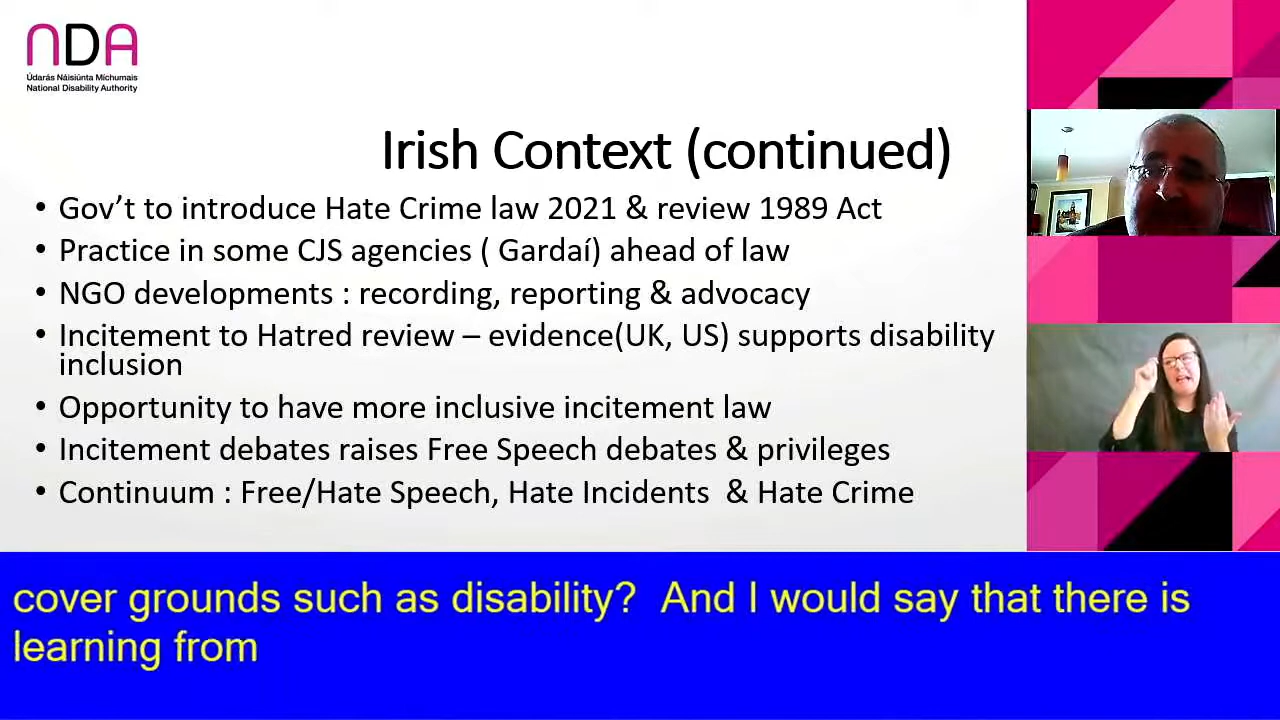 NDA
Údarás Náisiúnta Míchumais
National Disability Authority
Irish Context (continued)
• Gov’t to introduce Hate Crime law 2021 & review 1989 Act
• Practice in some CJS agencies ( Gardaí) ahead of law
• NGO developments : recording, reporting & advocacy
• Incitement to Hatred review – evidence(UK, US) supports disability
inclusion
• Opportunity to have more inclusive incitement law
• Incitement debates raises Free Speech debates & privileges
• Continuum : Free/Hate Speech, Hate Incidents  & Hate Crime
cover grounds such as disability?  And I would say that there is
learning from